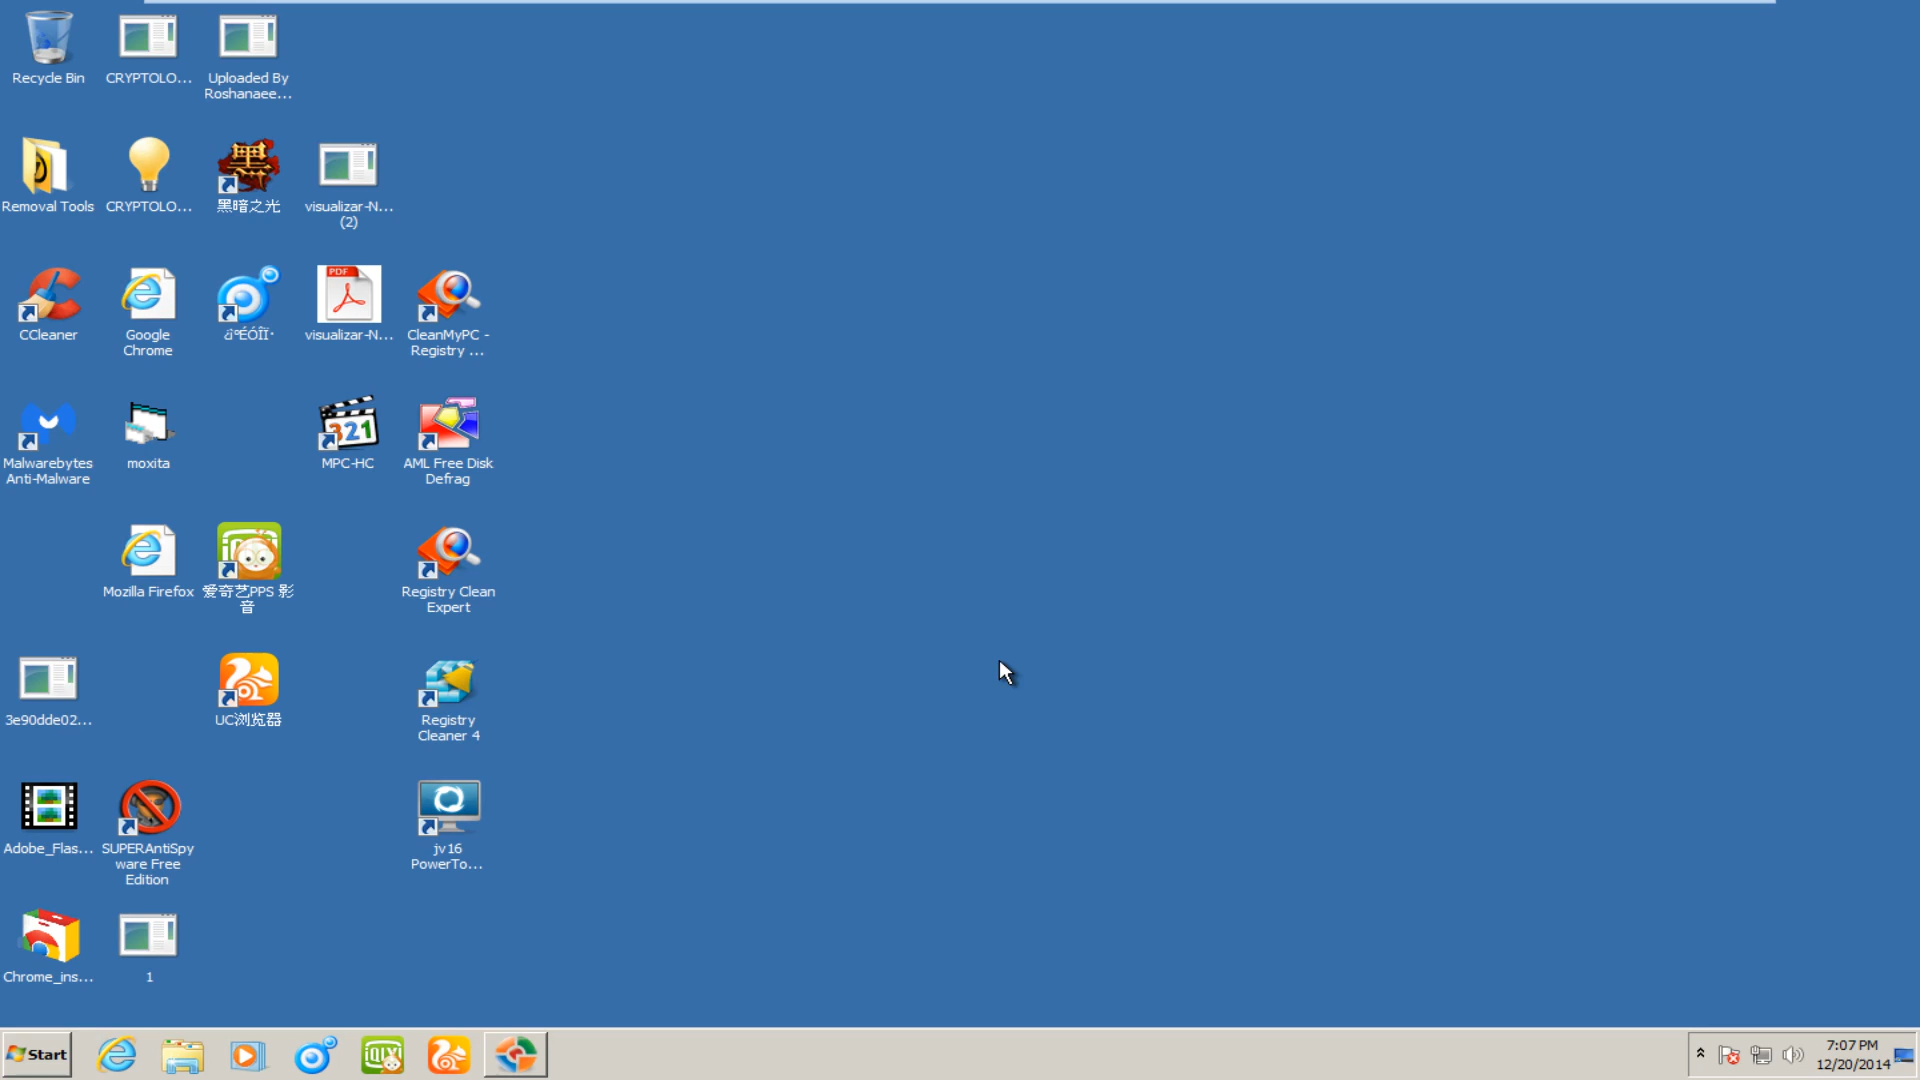 Recycle Bin
CRYPTOLO...
Uploaded By
Roshanaee...
Removal Tools
CRYPTOLO...
黑暗之光
visualizar-N...
(2)
CCleaner
Google
Chrome
PDF
visualizar-N...
CleanMyPC -
Registry ...
Malwarebytes
Anti-Malware
moxita
321
MPC-HC
AML Free Disk
Defrag
Mozilla Firefox
爱奇艺PPS 影
音
Registry Clean
Expert
3e90dde02...
UC浏览器
Registry
Cleaner 4
Adobe_Flas...
SUPERAntiSpy
ware Free
Edition
jv16
PowerTo...
Chrome_ins...
1
Start
iQIYI
7:07 PM
12/20/2014